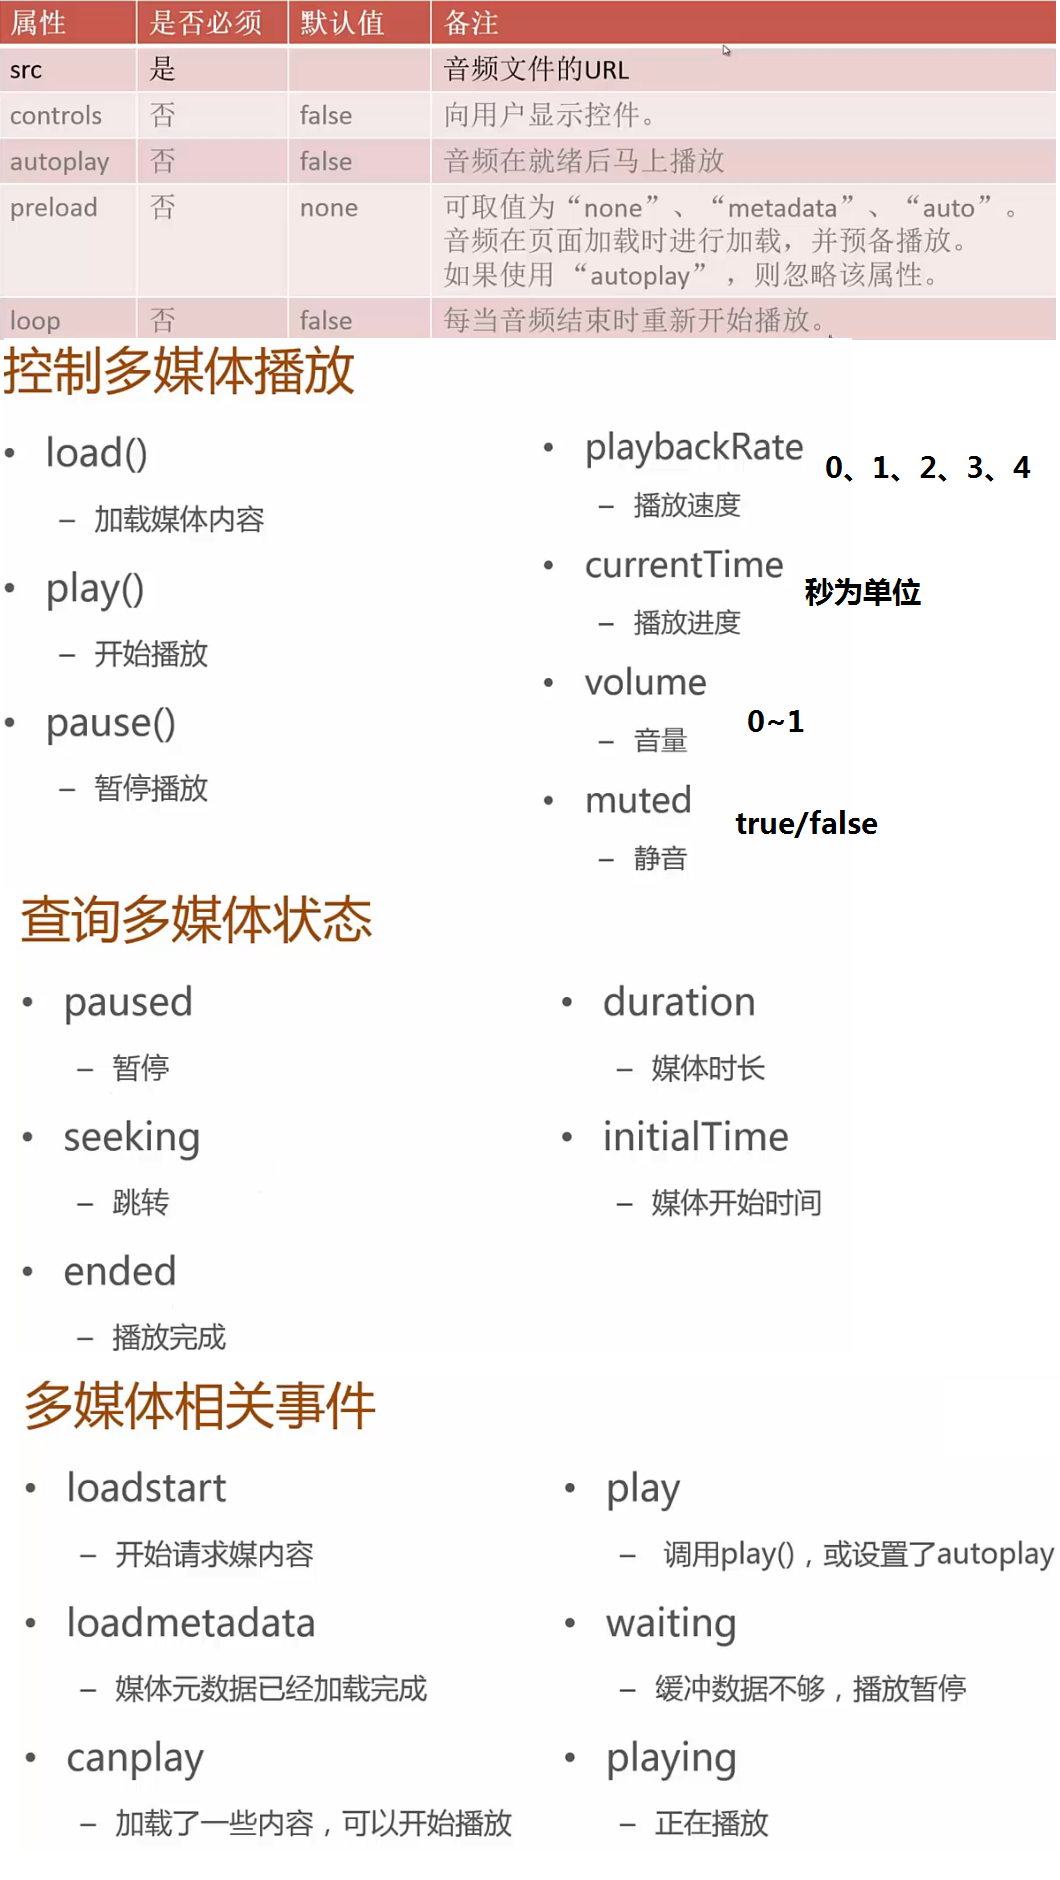 属性 是否必须 默认值 备注
src 是 音频文件的URL
controls 否 false 向用户显示控件。
autoplay 否 false 音频在就绪后马上播放
preload 否 none 可取值为“none”、“metadata”、“auto”。
音频在页面加载时进行加载，并预备播放。
如果使用 “autoplay” ，则忽略该属性。
loop 否 false 每当音频结束时重新开始播放。
控制多媒体播放
• load()
– 加载媒体内容
• play()
– 开始播放
• pause()
– 暂停播放
• playbackRate 0、1、2、3、4
– 播放速度
• currentTime 秒为单位
– 播放进度
• volume
– 音量 0~1
• muted true/false
– 静音
查询多媒体状态
• paused
– 暂停
• seeking
– 跳转
• ended
– 播放完成
• duration
– 媒体时长
• initialTime
– 媒体开始时间
多媒体相关事件
• loadstart
– 开始请求媒内容
• loadmetadata
– 媒体元数据已经加载完成
• canplay
– 加载了一些内容，可以开始播放
• play
– 调用play()，或设置了autoplay
• waiting
– 缓冲数据不够，播放暂停
• playing
– 正在播放